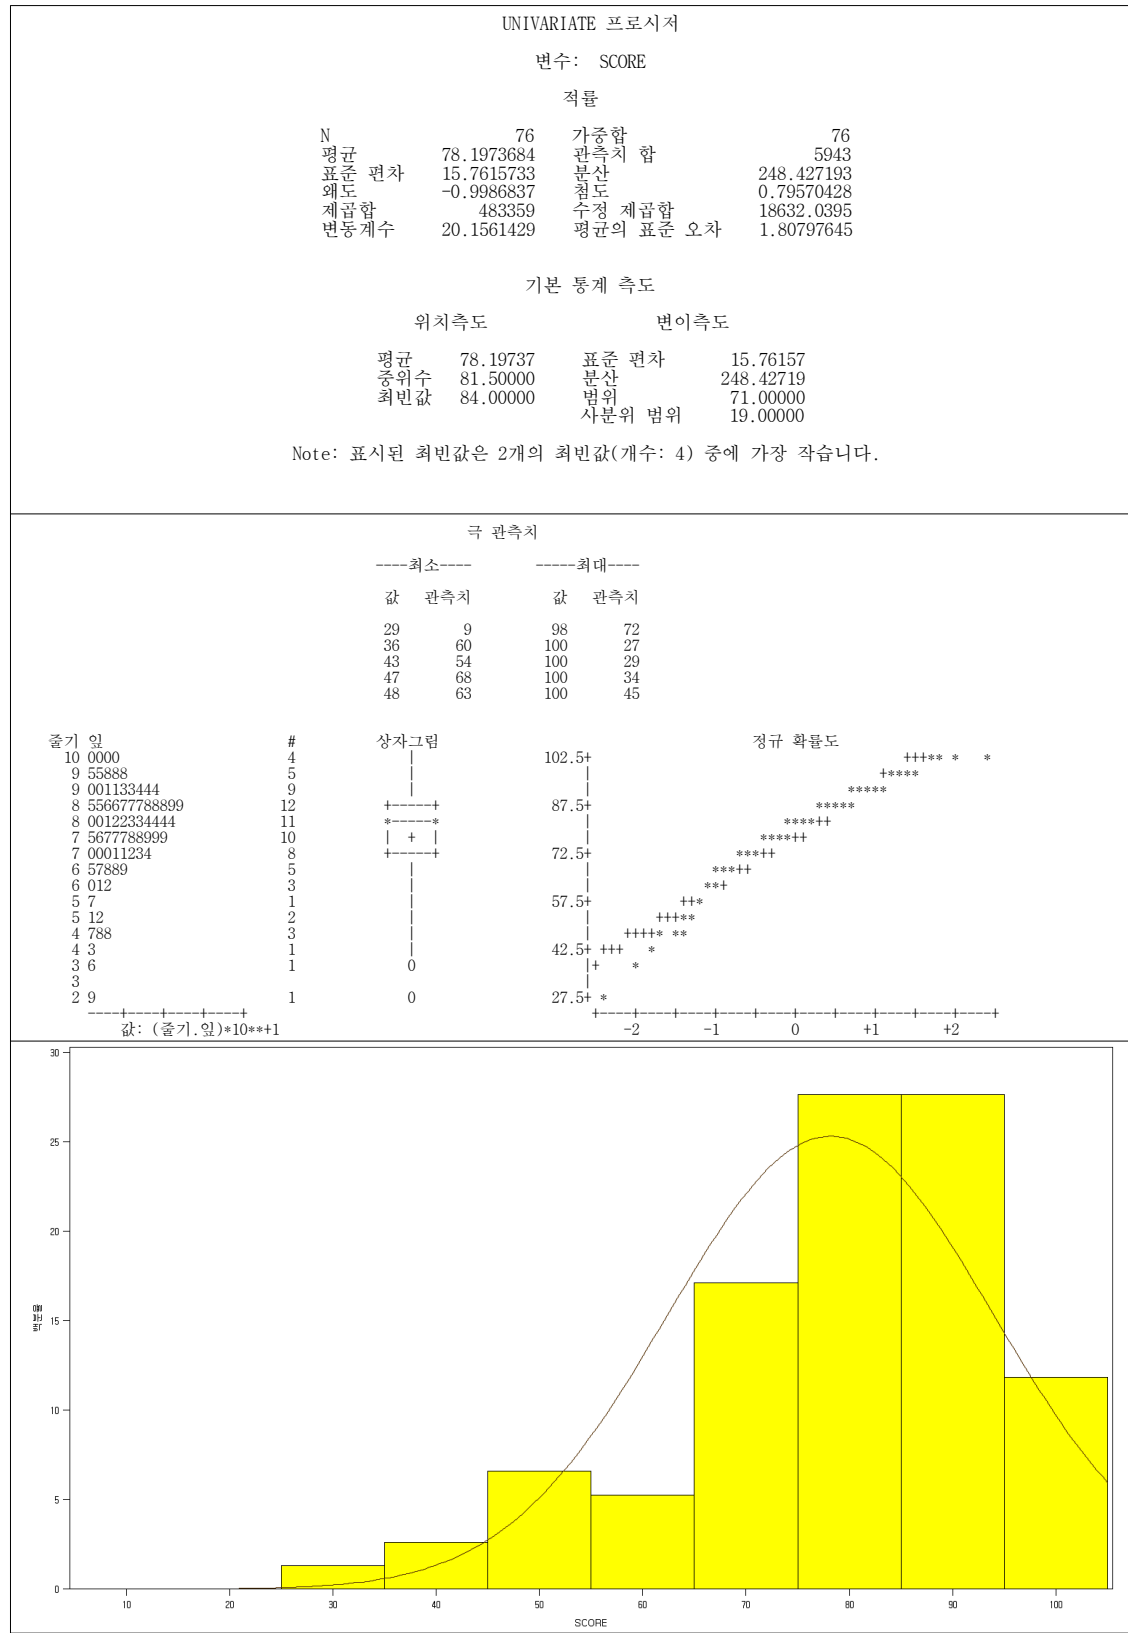 UNIVARIATE 프로시저
변수: SCORE
적률
N 76 가중합 76
평균 78.1973684 관측치 합 5943
표준 편차 15.7615733 분산 248.427193
왜도 -0.9986837 첨도 0.79570428
제곱합 483359 수정 제곱합 18632.0395
변동계수 20.1561429 평균의 표준 오차 1.80797645
기본 통계 측도
위치측도 변이측도
평균 78.19737 표준 편차 15.76157
중위수 81.50000 분산 248.42719
최빈값 84.00000 범위 71.00000
사분위 범위 19.00000
Note: 표시된 최빈값은 2개의 최빈값(개수: 4) 중에 가장 작습니다.
극 관측치
----최소---- -----최대----
값 관측치 값 관측치
29 9 98 72
36 60 100 27
43 54 100 29
47 68 100 34
48 63 100 45
줄기 잎 # 상자그림 정규 확률도
10 0000 4 | 102.5+ +++** * *
9 55888 5 | | +****
9 001133444 9 | | *****
8 556677788899 12 +-----+ 87.5+ *****
8 00122334444 11 *-----* | ****++
7 5677788999 10 | + | | ****++
7 00011234 8 +-----+ 72.5+ ***++
6 57889 5 | | ***++
6 012 3 | | **+
5 7 1 | 57.5+ ++*
5 12 2 | | +++**
4 788 3 | | ++++* **
4 3 1 | 42.5+ +++ *
3 6 1 0 |+ *
3 |
2 9 1 0 27.5+ *
----+----+----+----+ +----+----+----+----+----+----+----+----+----+----+
값: (줄기.잎)*10**+1 -2 -1 0 +1 +2
30
25
20
15
10
5
0
백분율
10 20 30 40 50 60 70 80 90 100
SCORE